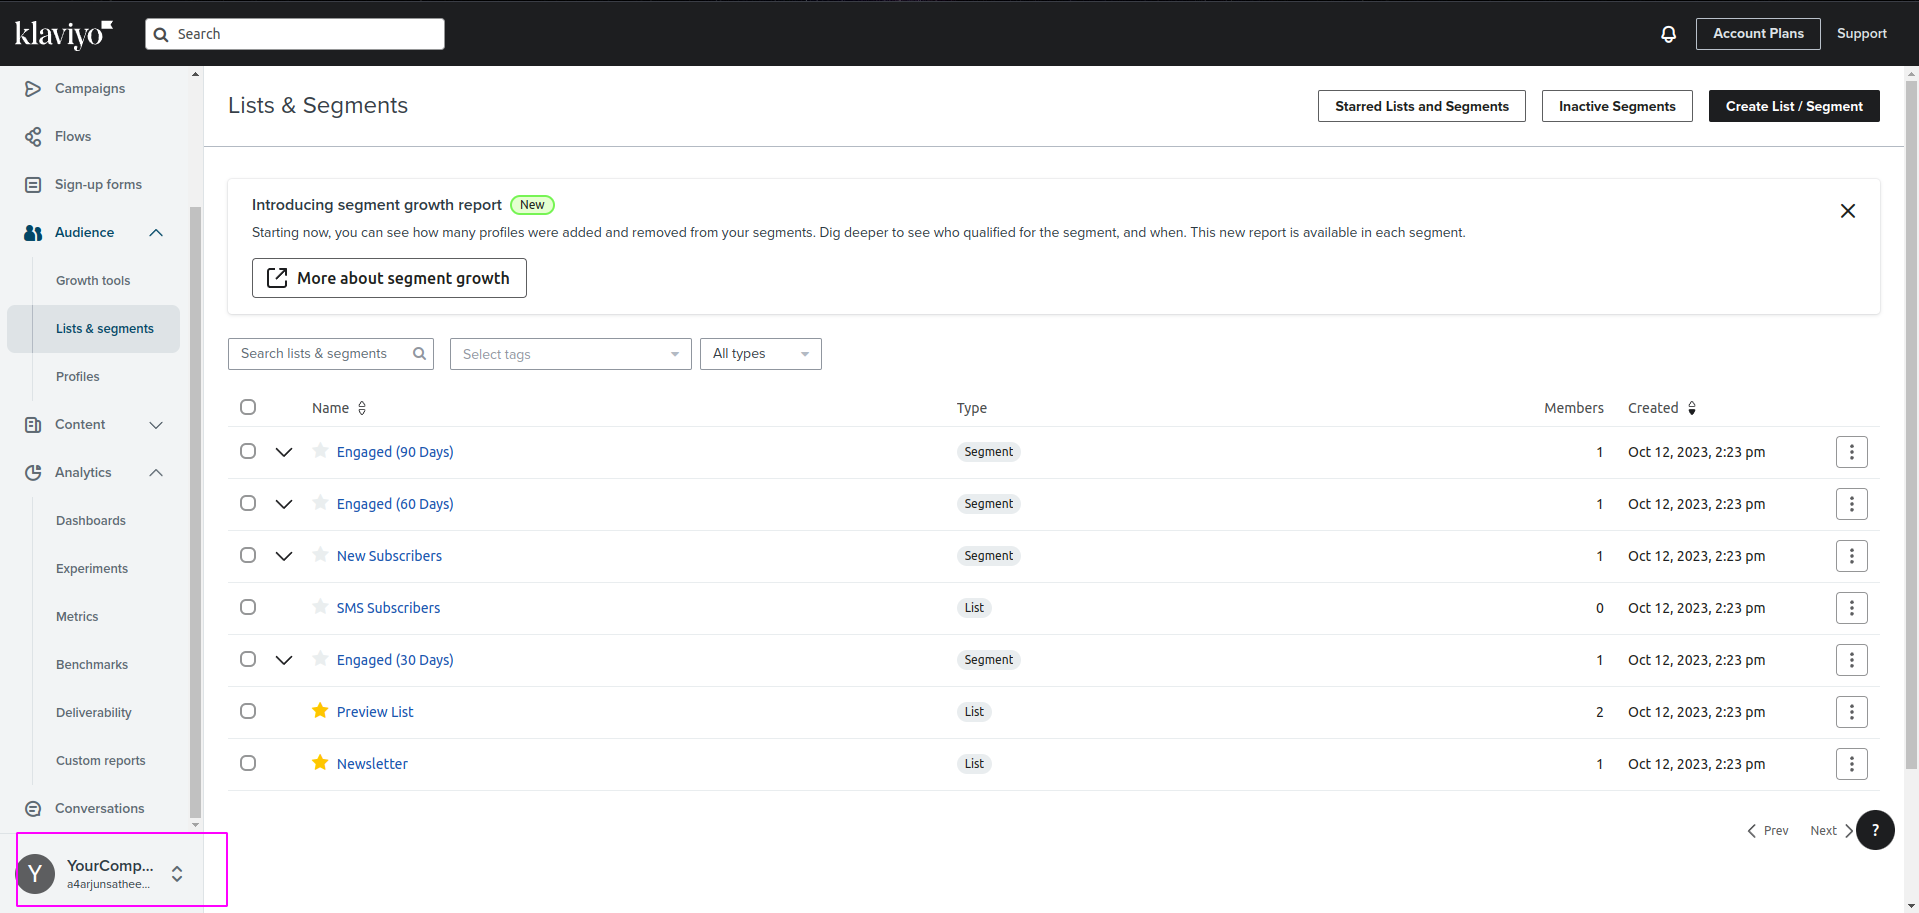 klaviyo
Search
Account Plans
Support
Campaigns
Flows
Sign-up forms
Audience
Growth tools
Lists & segments
Profiles
Content
Analytics
Dashboards
Experiments
Metrics
Benchmarks
Deliverability
Custom reports
Conversations
Y
YourComp...
a4arjunsathee...
Lists & Segments
Starred Lists and Segments
Inactive Segments
Create List / Segment
Introducing segment growth report New
Starting now, you can see how many profiles were added and removed from your segments. Dig deeper to see who qualified for the segment, and when. This new report is available in each segment.
More about segment growth
Search lists & segments
Select tags
All types
Name Type Members Created
Engaged (90 Days) Segment 1 Oct 12, 2023, 2:23 pm
Engaged (60 Days) Segment 1 Oct 12, 2023, 2:23 pm
New Subscribers Segment 1 Oct 12, 2023, 2:23 pm
SMS Subscribers List 0 Oct 12, 2023, 2:23 pm
Engaged (30 Days) Segment 1 Oct 12, 2023, 2:23 pm
Preview List List 2 Oct 12, 2023, 2:23 pm
Newsletter List 1 Oct 12, 2023, 2:23 pm
Prev Next ?